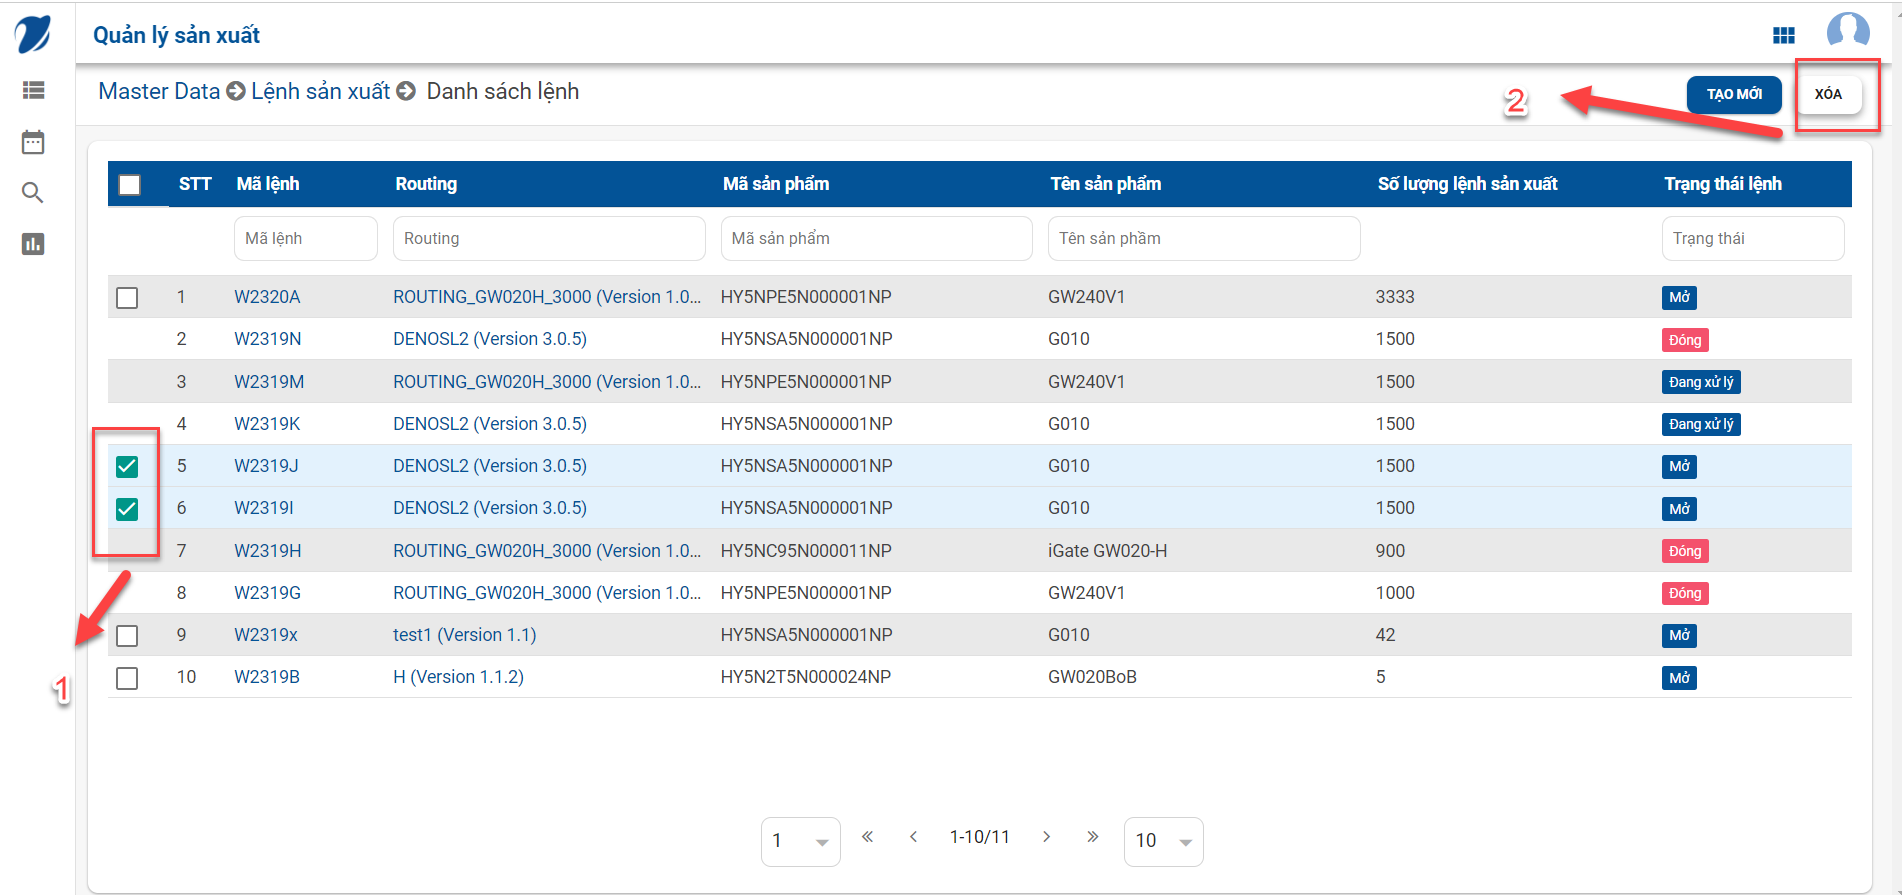 Quản lý sản xuất
Master Data Lệnh sản xuất Danh sách lệnh
2
TẠO MỚI XÓA
STT Mã lệnh Routing Mã sản phẩm Tên sản phẩm Số lượng lệnh sản xuất Trạng thái lệnh
Mã lệnh Routing Mã sản phẩm Tên sản phầm Trạng thái
1 W2320A ROUTING_GW020H_3000 (Version 1.0... HY5NPE5N000001NP GW240V1 3333 Mở
2 W2319N DENOSL2 (Version 3.0.5) HY5NSA5N000001NP G010 1500 Đóng
3 W2319M ROUTING_GW020H_3000 (Version 1.0... HY5NPE5N000001NP GW240V1 1500 Đang xử lý
4 W2319K DENOSL2 (Version 3.0.5) HY5NSA5N000001NP G010 1500 Đang xử lý
5 W2319J DENOSL2 (Version 3.0.5) HY5NSA5N000001NP G010 1500 Mở
6 W2319I DENOSL2 (Version 3.0.5) HY5NSA5N000001NP G010 1500 Mở
7 W2319H ROUTING_GW020H_3000 (Version 1.0... HY5NC95N000011NP iGate GW020-H 900 Đóng
8 W2319G ROUTING_GW020H_3000 (Version 1.0... HY5NPE5N000001NP GW240V1 1000 Đóng
9 W2319x test1 (Version 1.1) HY5NSA5N000001NP G010 42 Mở
10 W2319B H (Version 1.1.2) HY5N2T5N000024NP GW020BoB 5 Mở
1
1 « ‹ 1-10/11 › » 10